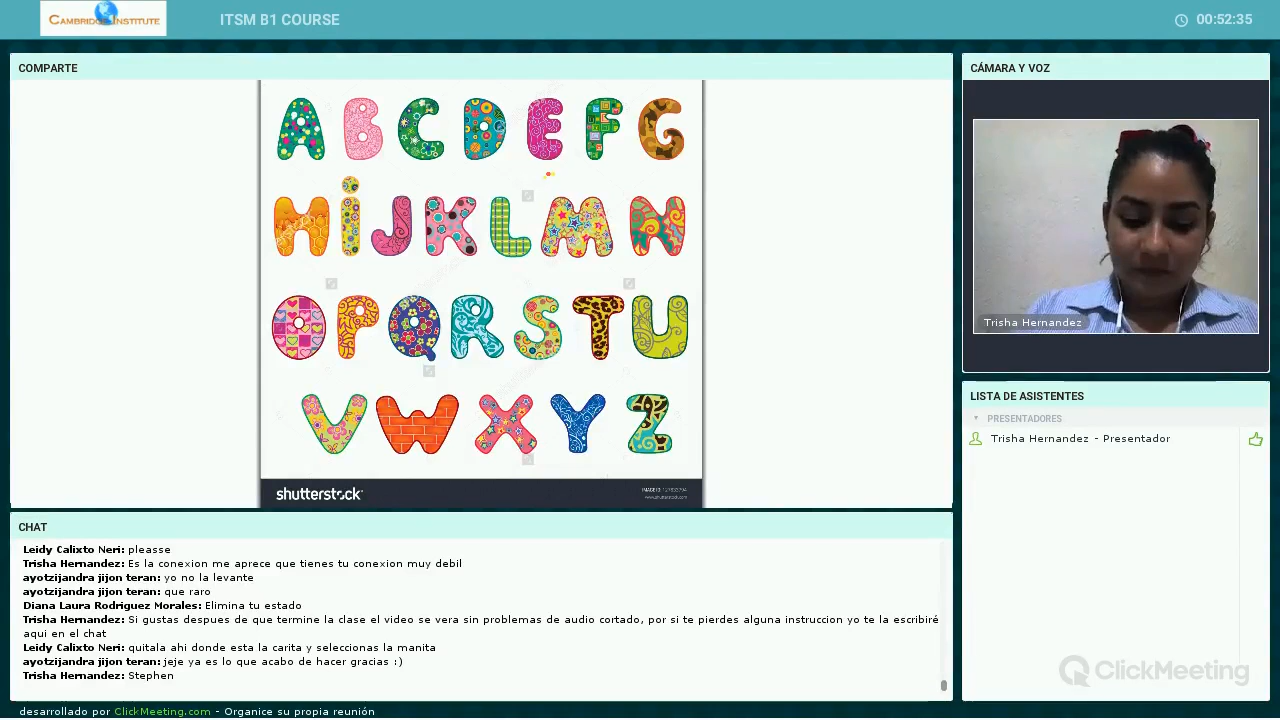 CAMBRIDGE INSTITUTE
ITSM B1 COURSE
00:52:35
COMPARTE
A B C D E F G
H i J K L M N
O P Q R S T U
V W X Y Z
shutterstock
CÁMARA Y VOZ
Trisha Hernandez
LISTA DE ASISTENTES
PRESENTADORES
Trisha Hernandez - Presentador
CHAT
Leidy Calixto Neri: pleasse
Trisha Hernandez: Es la conexion me aprece que tienes tu conexion muy debil
ayotzijandra jijon teran: yo no la levante
ayotzijandra jijon teran: que raro
Diana Laura Rodriguez Morales: Elimina tu estado
Trisha Hernandez: Si gustas despues de que termine la clase el video se vera sin problemas de audio cortado, por si te pierdes alguna instruccion yo te la escribiré
aqui en el chat
Leidy Calixto Neri: quitala ahi donde esta la carita y seleccionas la manita
ayotzijandra jijon teran: jeje ya es lo que acabo de hacer gracias :)
Trisha Hernandez: Stephen
ClickMeeting
desarrollado por ClickMeeting.com - Organice su propia reunión